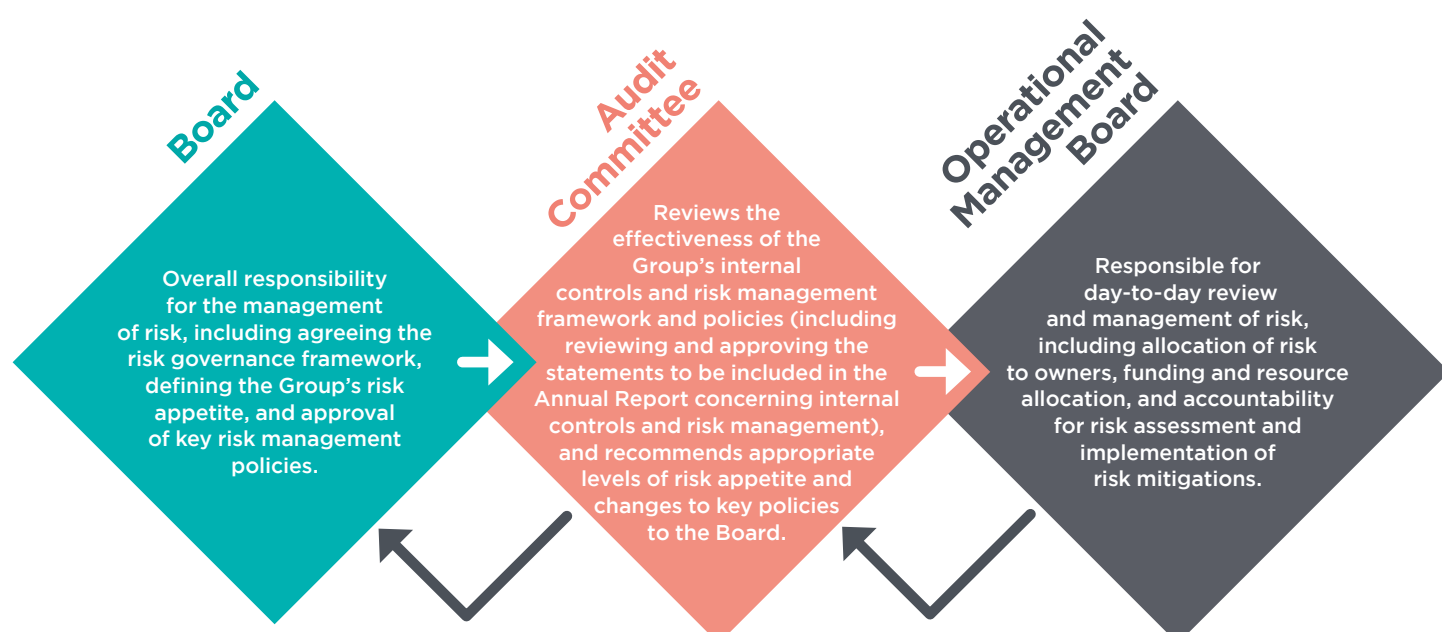 Board
Overall responsibility
for the management
of risk, including agreeing the
risk governance framework,
defining the Group’s risk
appetite, and approval
of key risk management
policies.
Audit
Committee
Reviews the
effectiveness of the
Group’s internal
controls and risk management
framework and policies (including
reviewing and approving the
statements to be included in the
Annual Report concerning internal
controls and risk management),
and recommends appropriate
levels of risk appetite and
changes to key policies
to the Board.
Operational
Management
Board
Responsible for
day-to-day review
and management of risk,
including allocation of risk
to owners, funding and resource
allocation, and accountability
for risk assessment and
implementation of
risk mitigations.